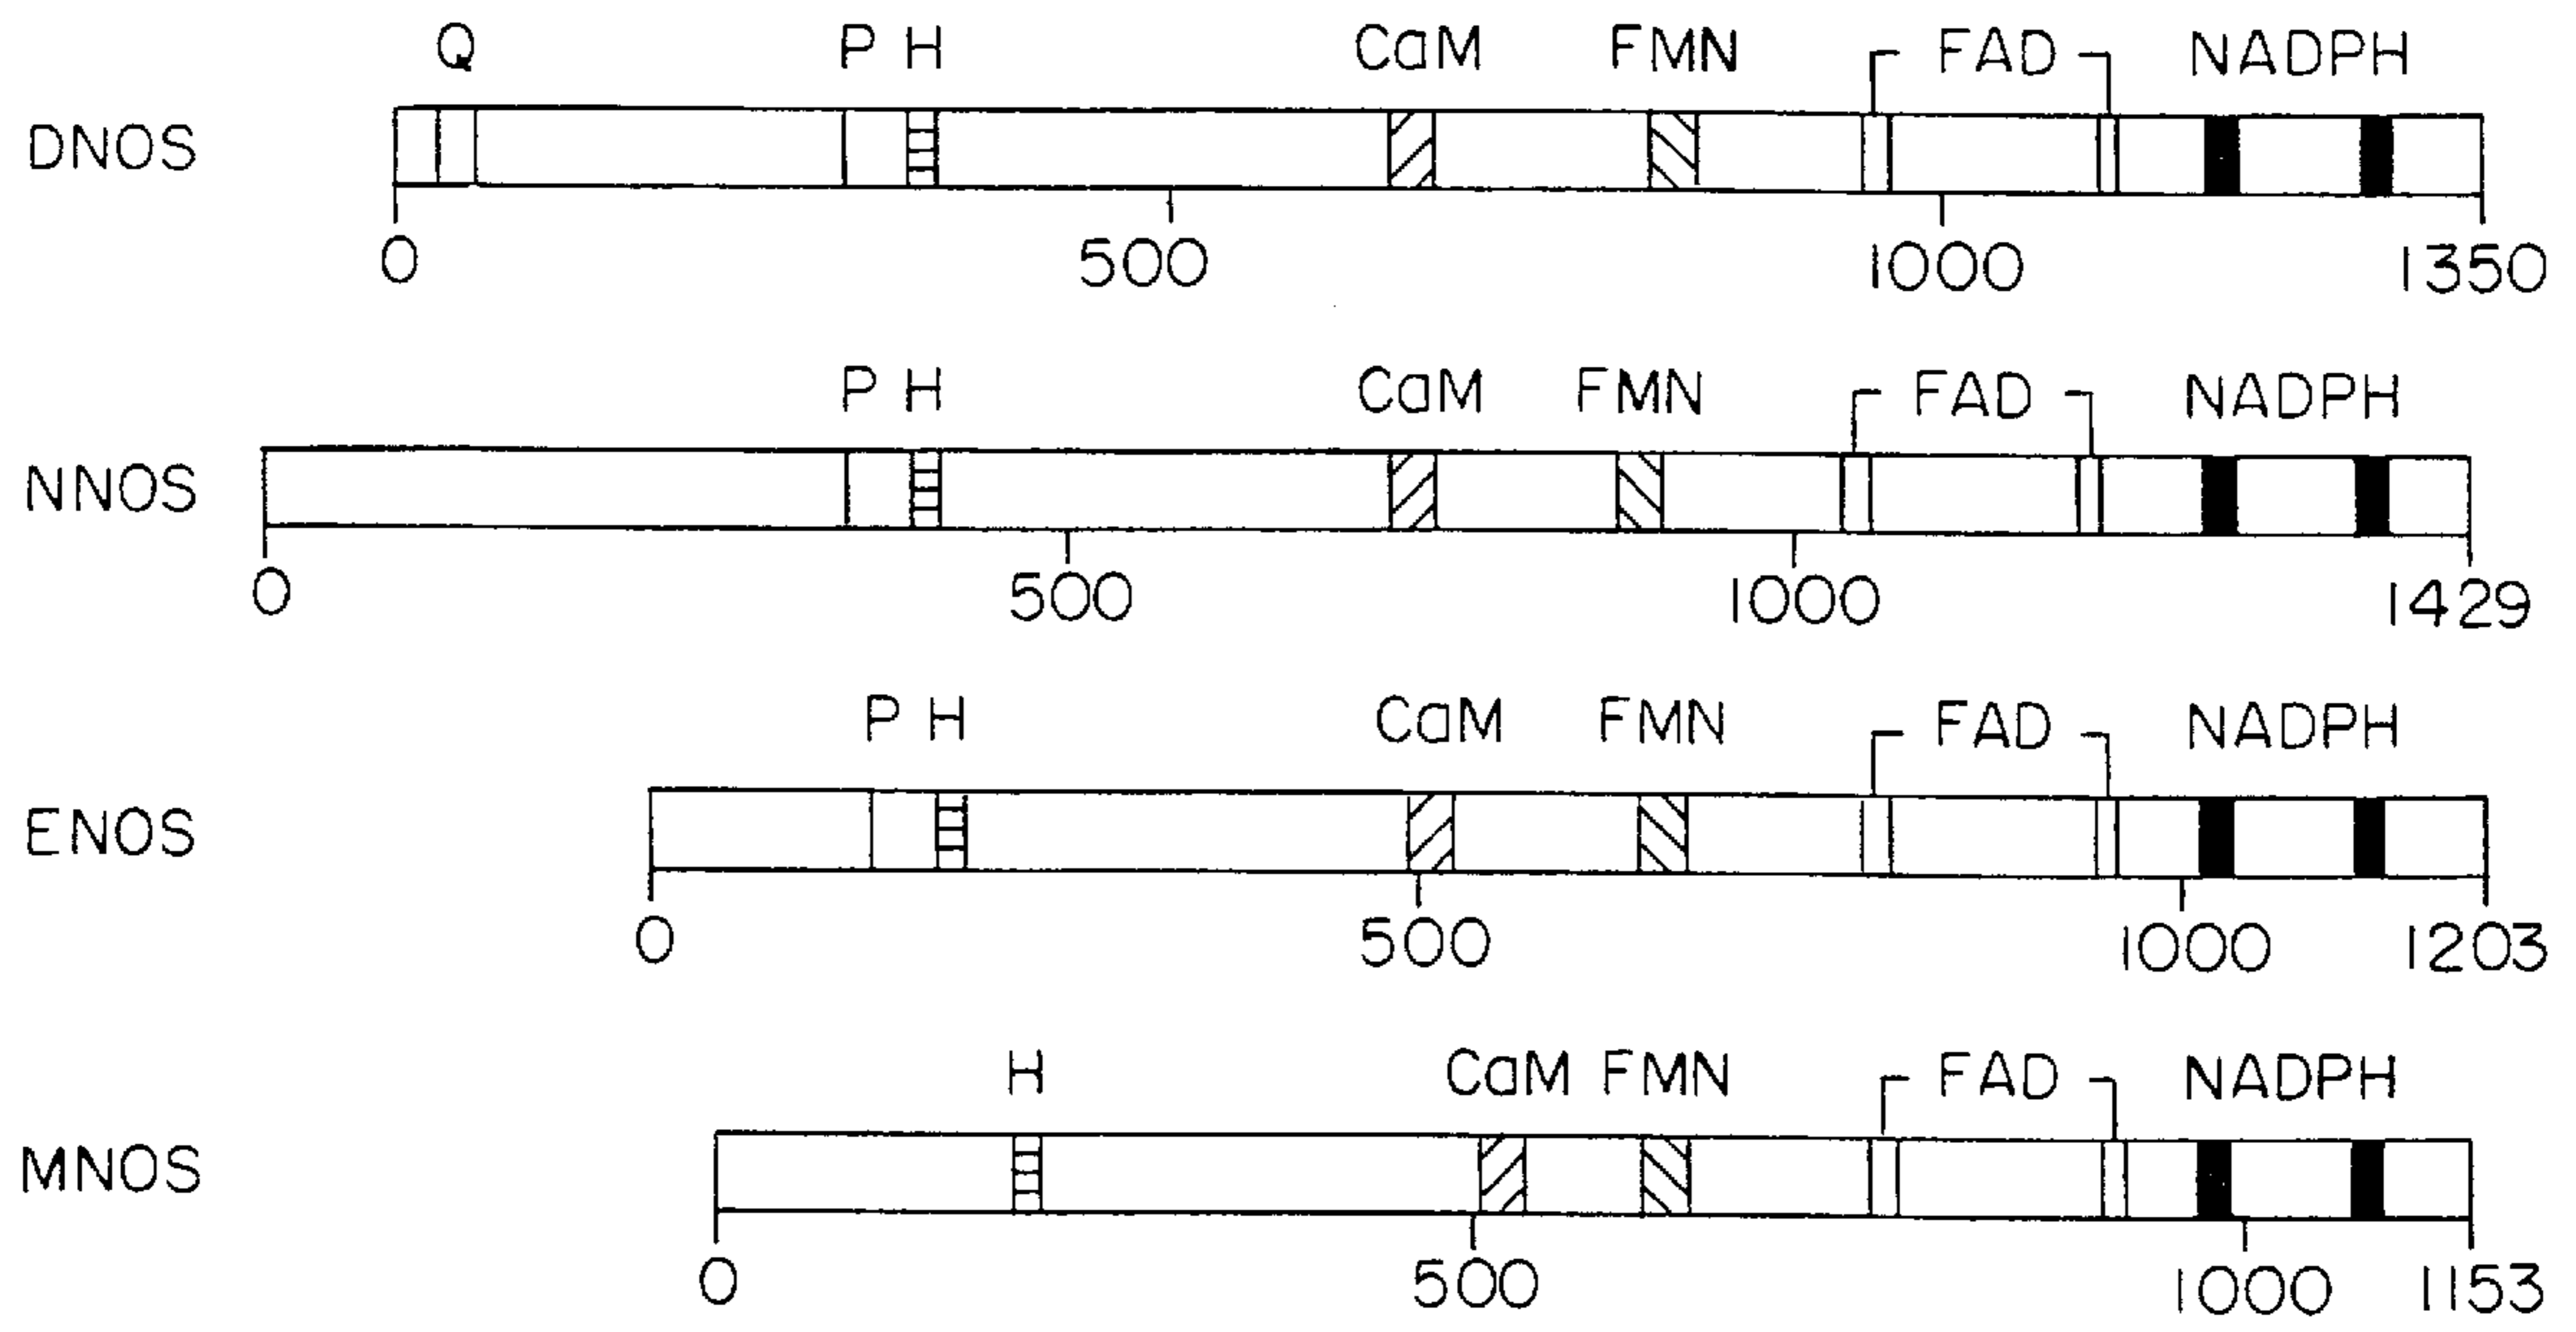 Q P H CaM FMN FAD NADPH
DNOS
0 500 1000 1350
P H CaM FMN FAD NADPH
NNOS
0 500 1000 1429
P H CaM FMN FAD NADPH
ENOS
0 500 1000 1203
H CaM FMN FAD NADPH
MNOS
0 500 1000 1153